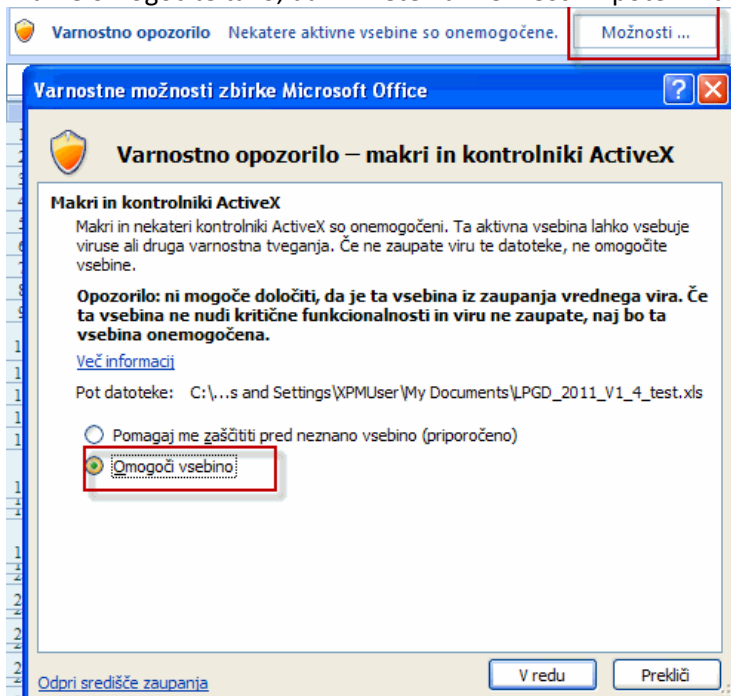 Varnostno opozorilo Nekatere aktivne vsebine so onemogočene. Možnosti ...
Varnostne možnosti zbirke Microsoft Office
Varnostno opozorilo – makri in kontrolniki ActiveX
Makri in kontrolniki ActiveX
Makri in nekateri kontrolniki ActiveX so onemogočeni. Ta aktivna vsebina lahko vsebuje
viruse ali druga varnostna tveganja. Če ne zaupate viru te datoteke, ne omogočite
vsebine.
Opozorilo: ni mogoče določiti, da je ta vsebina iz zaupanja vrednega vira. Če
ta vsebina ne nudi kritične funkcionalnosti in viru ne zaupate, naj bo ta
vsebina onemogočena.
Več informacij
Pot datoteke: C:\...s and Settings\XPMUser\My Documents\LPGD_2011_V1_4_test.xls
Pomagaj me zaščititi pred neznano vsebino (priporočeno)
Omogoči vsebino
Odpri središče zaupanja V redu Prekliči